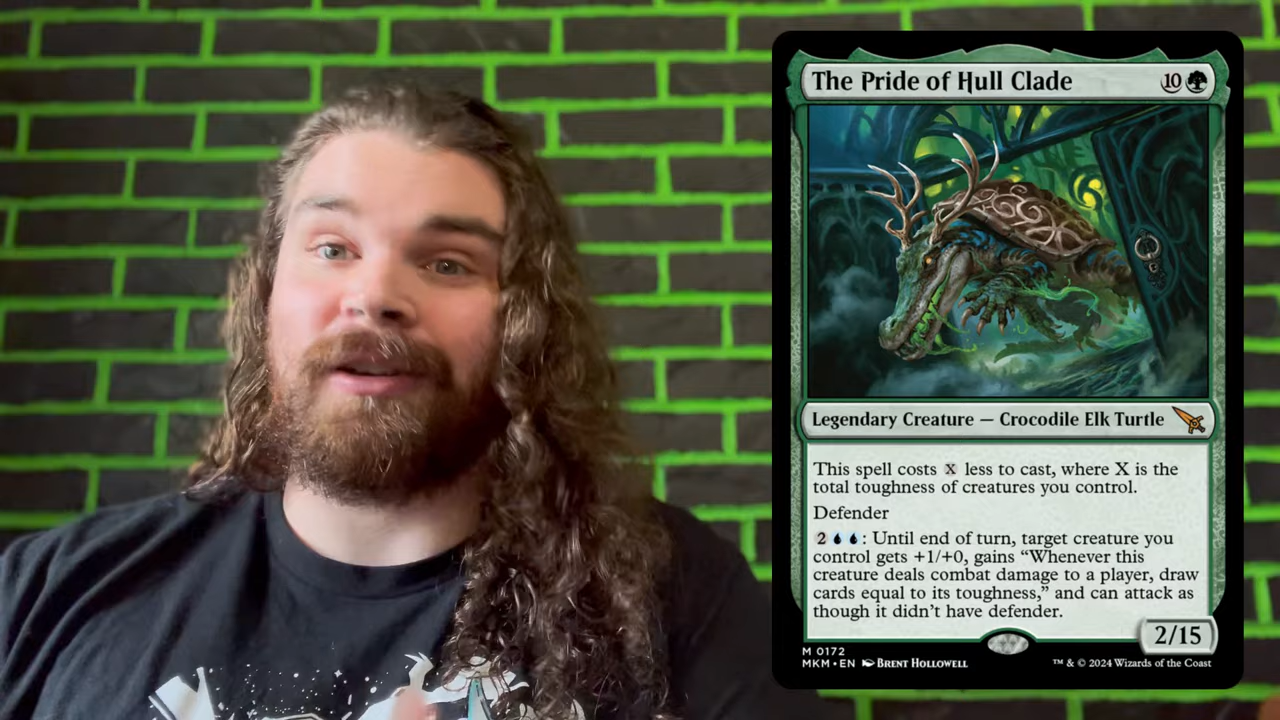 The Pride of Hull Clade 10
Legendary Creature — Crocodile Elk Turtle
This spell costs X less to cast, where X is the
total toughness of creatures you control.
Defender
2 : Until end of turn, target creature you
control gets +1/+0, gains “Whenever this
creature deals combat damage to a player, draw
cards equal to its toughness,” and can attack as
though it didn’t have defender.
2/15
M 0172
MKM • EN Brent Hollowell
™ & © 2024 Wizards of the Coast